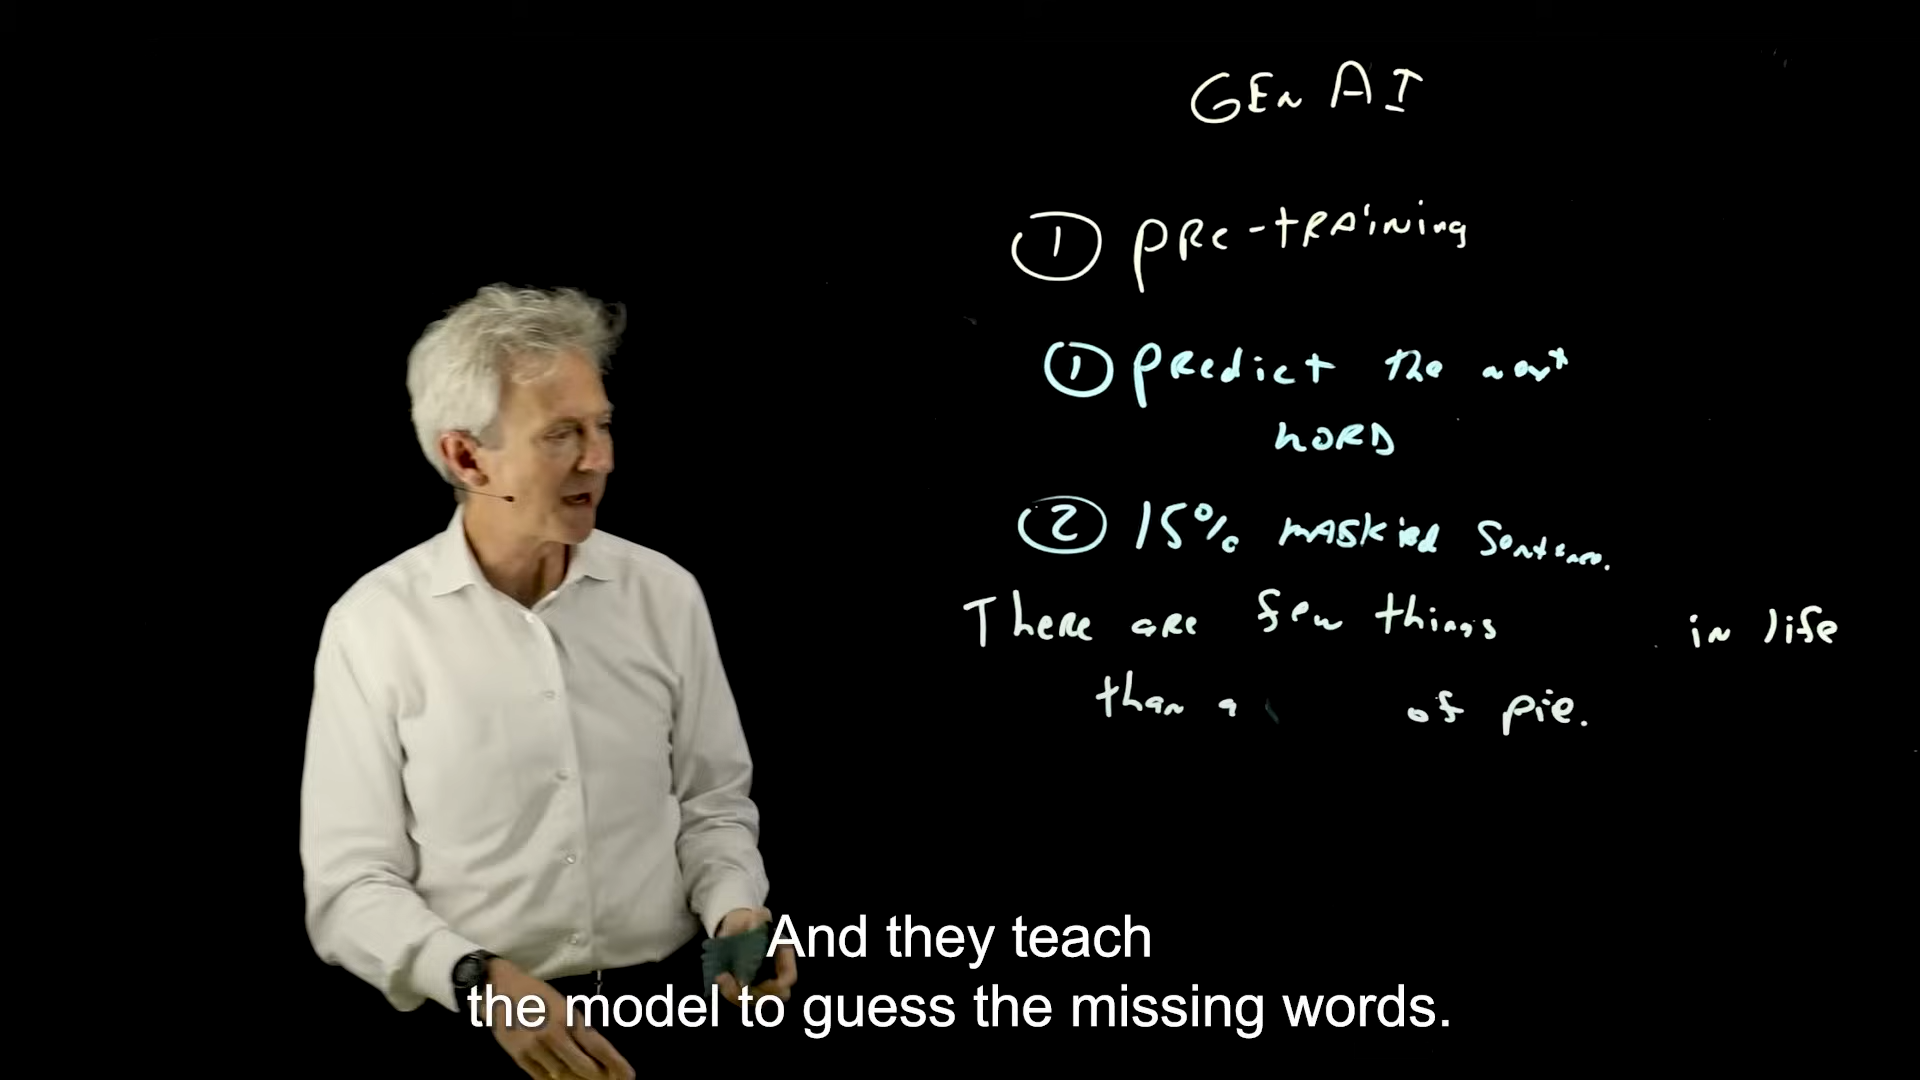 GEn AI
① PRe-tRAining
① PRedict the next
WORD
② 15% maskied Sentence.
There are few things in life
than a of pie.
And they teach
the model to guess the missing words.